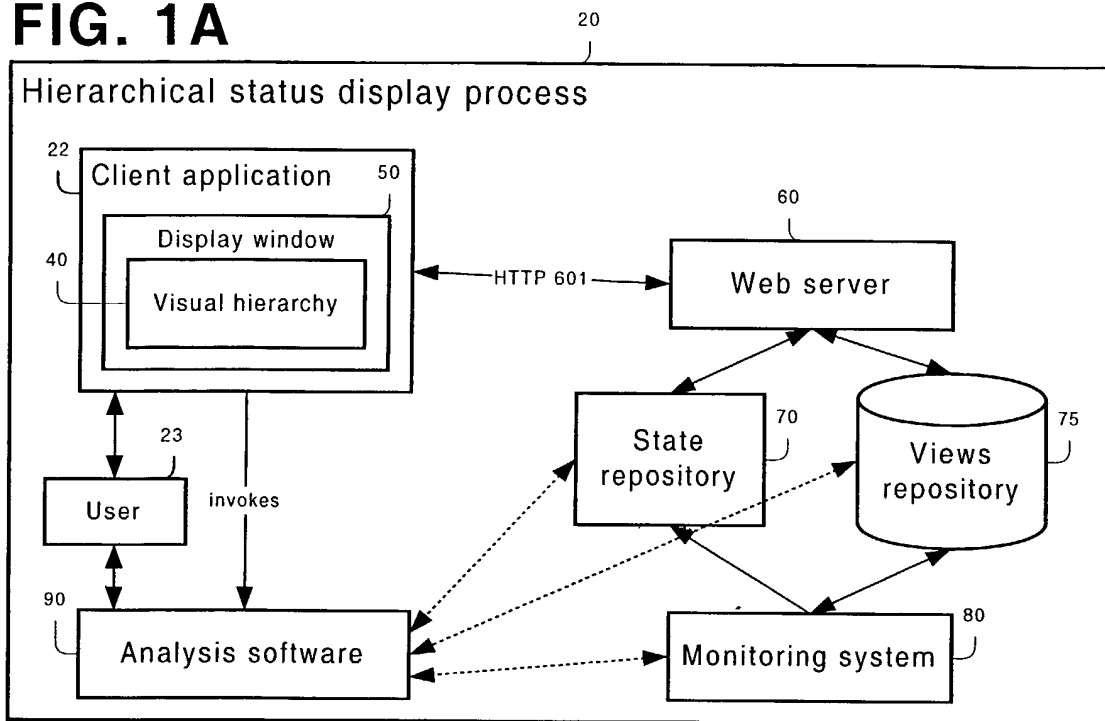 FIG. 1A
20
Hierarchical status display process
22
Client application
50
Display window
40
Visual hierarchy
HTTP 601
60
Web server
State
repository
70
Views
repository
75
23
User
invokes
90
Analysis software
Monitoring system
80